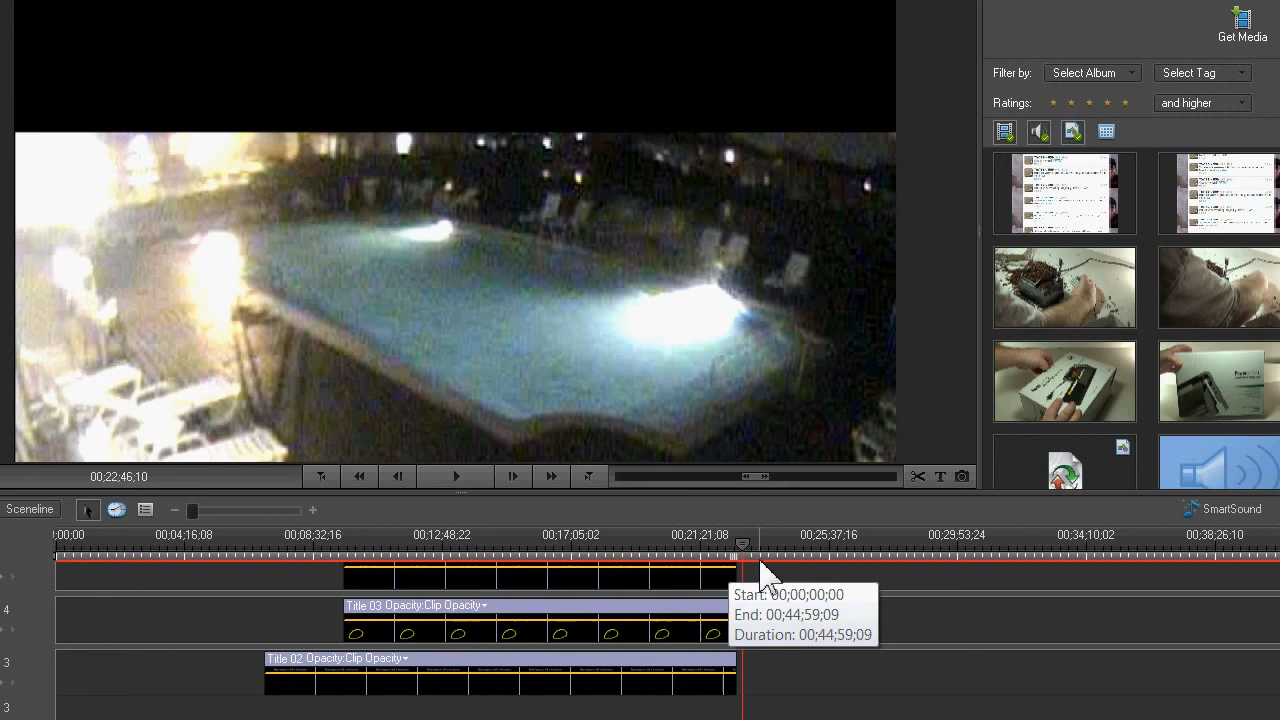 Get Media
Filter by: Select Album Select Tag
Ratings: and higher
00;22;46;10
Sceneline
SmartSound
:00;00 00;04;16;08 00;08;32;16 00;12;48;22 00;17;05;02 00;21;21;08 00;25;37;16 00;29;53;24 00;34;10;02 00;38;26;10
Start: 00;00;00;00
End: 00;44;59;09
Duration: 00;44;59;09
4
Title 03 Opacity:Clip Opacity
3
Title 02 Opacity:Clip Opacity
3